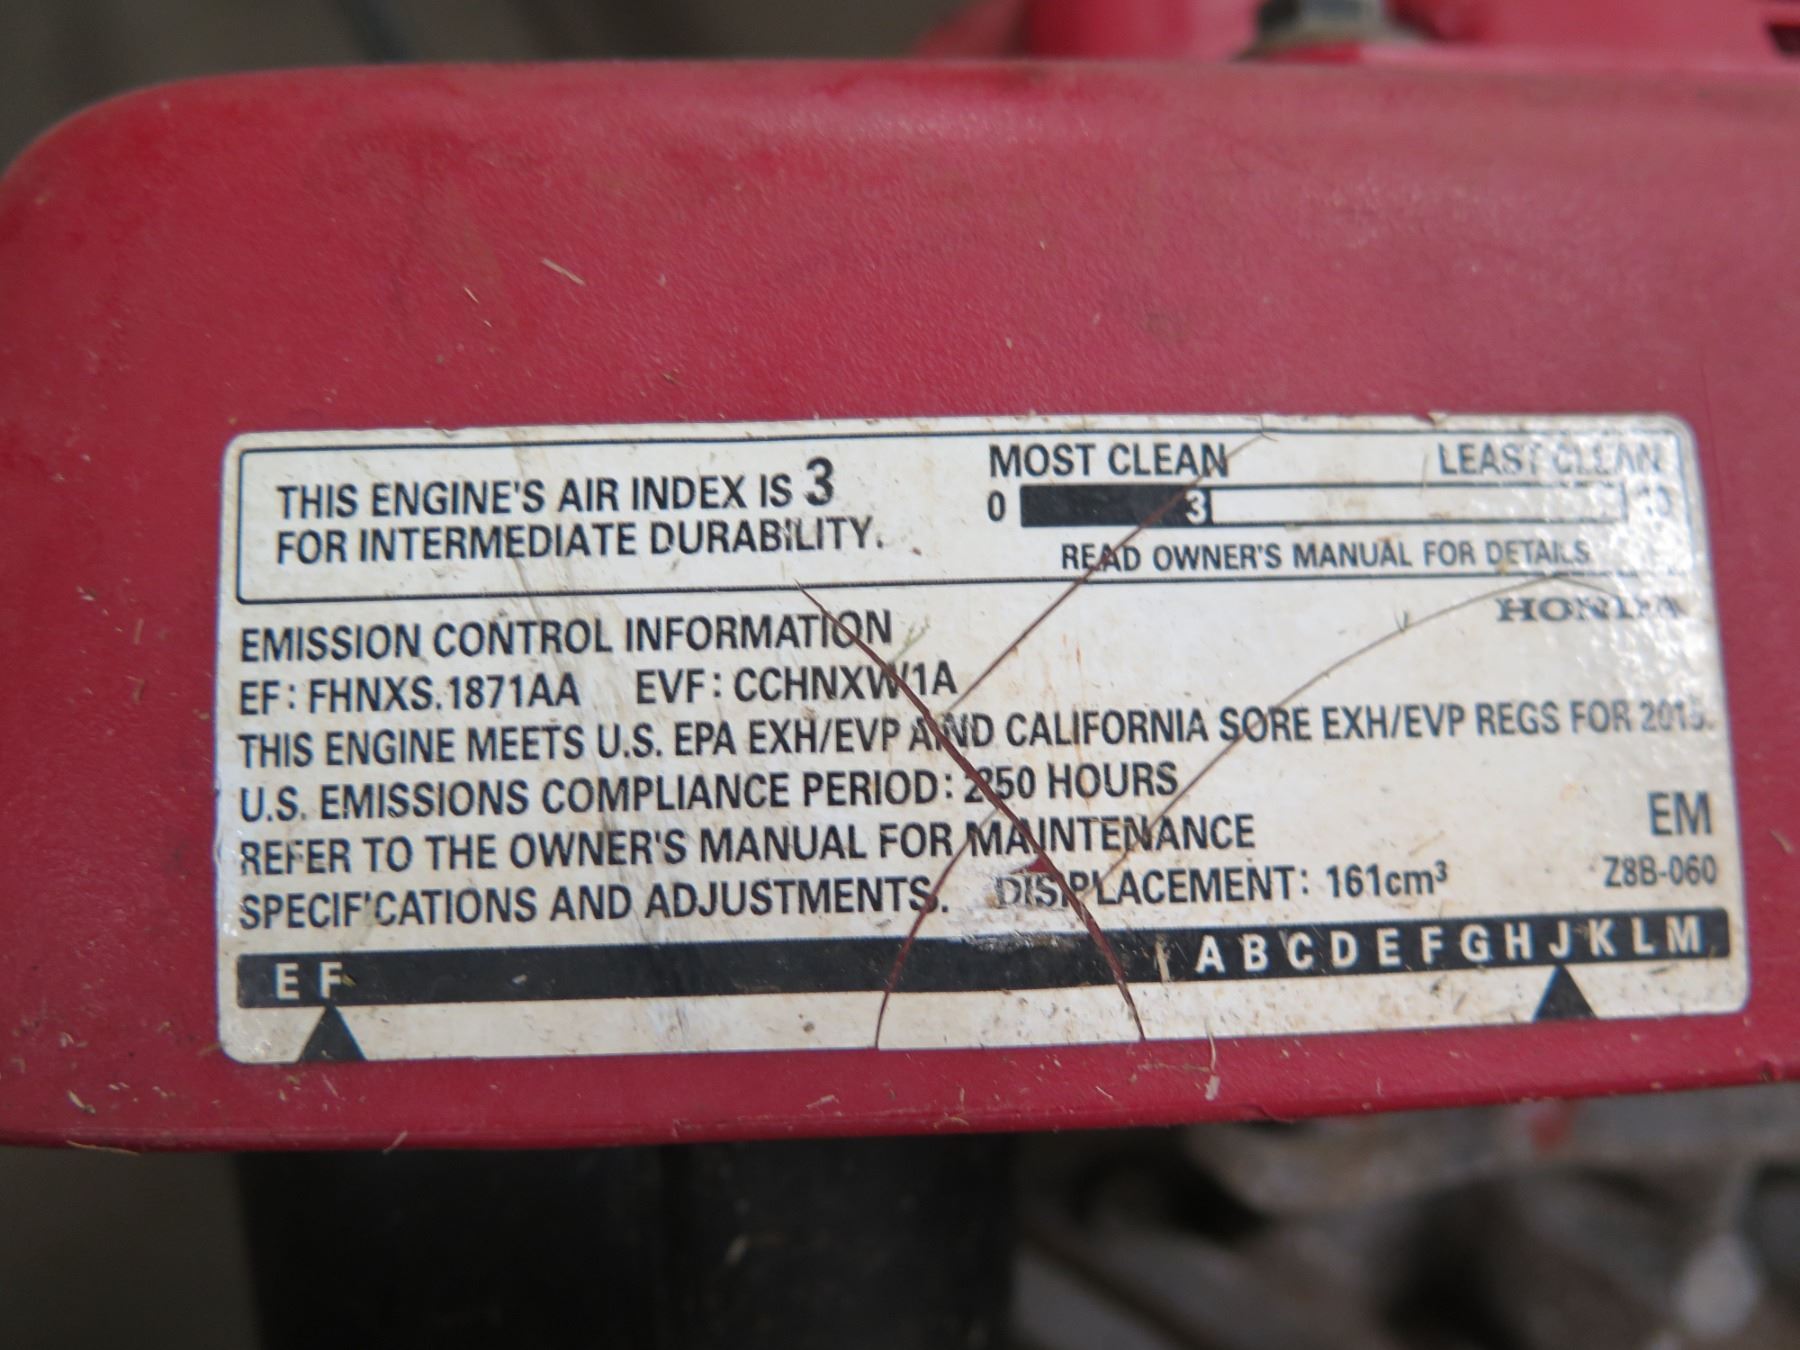 THIS ENGINE'S AIR INDEX IS 3
FOR INTERMEDIATE DURABILITY.
MOST CLEAN LEAST CLEAN
0 3 10
READ OWNER'S MANUAL FOR DETAILS
HONDA
EMISSION CONTROL INFORMATION
EF: FHNXS.1871AA EVF: CCHNXW1A
THIS ENGINE MEETS U.S. EPA EXH/EVP AND CALIFORNIA SORE EXH/EVP REGS FOR 2015.
U.S. EMISSIONS COMPLIANCE PERIOD: 250 HOURS
REFER TO THE OWNER'S MANUAL FOR MAINTENANCE
SPECIFICATIONS AND ADJUSTMENTS. DISPLACEMENT: 161cm³
EM
Z8B-060
E F A B C D E F G H J K L M